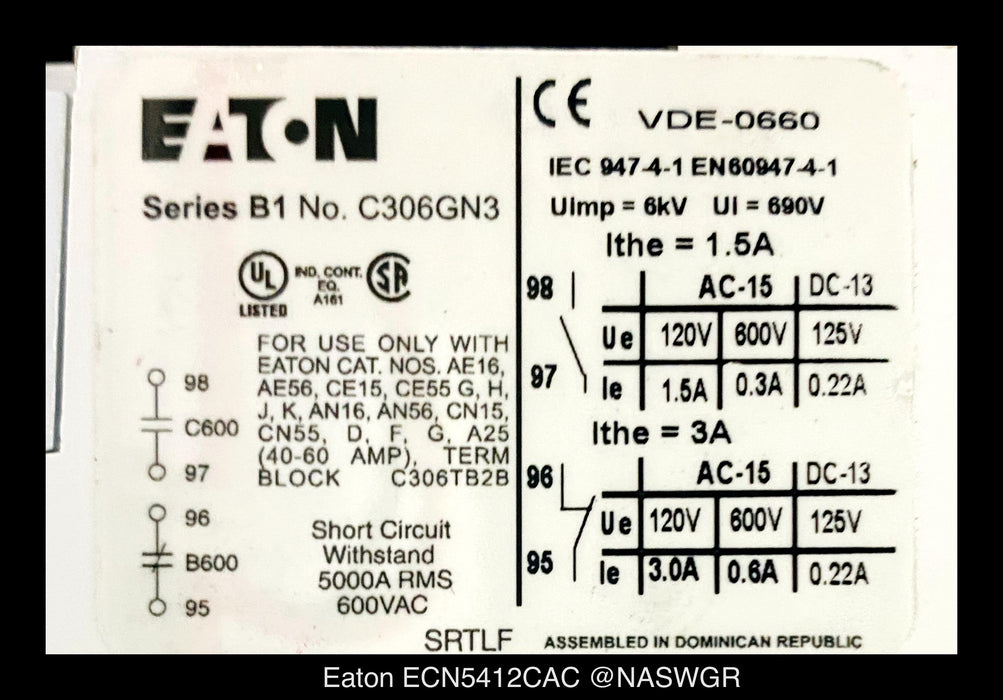 EATON
Series B1 No. C306GN3
UL
LISTED
IND. CONT.
EQ.
A161
SA
FOR USE ONLY WITH
EATON CAT. NOS. AE16,
AE56, CE15, CE55 G, H,
J, K, AN16, AN56, CN15,
CN55, D, F, G, A25
(40-60 AMP), TERM
BLOCK C306TB2B
98
C600
97
96
B600
95
Short Circuit
Withstand
5000A RMS
600VAC
SRTLF
CE VDE-0660
IEC 947-4-1 EN60947-4-1
UImp = 6kV UI = 690V
Ithe = 1.5A
98
97
AC-15 DC-13
Ue 120V 600V 125V
Ie 1.5A 0.3A 0.22A
Ithe = 3A
96
95
AC-15 DC-13
Ue 120V 600V 125V
Ie 3.0A 0.6A 0.22A
ASSEMBLED IN DOMINICAN REPUBLIC
Eaton ECN5412CAC @NASWGR